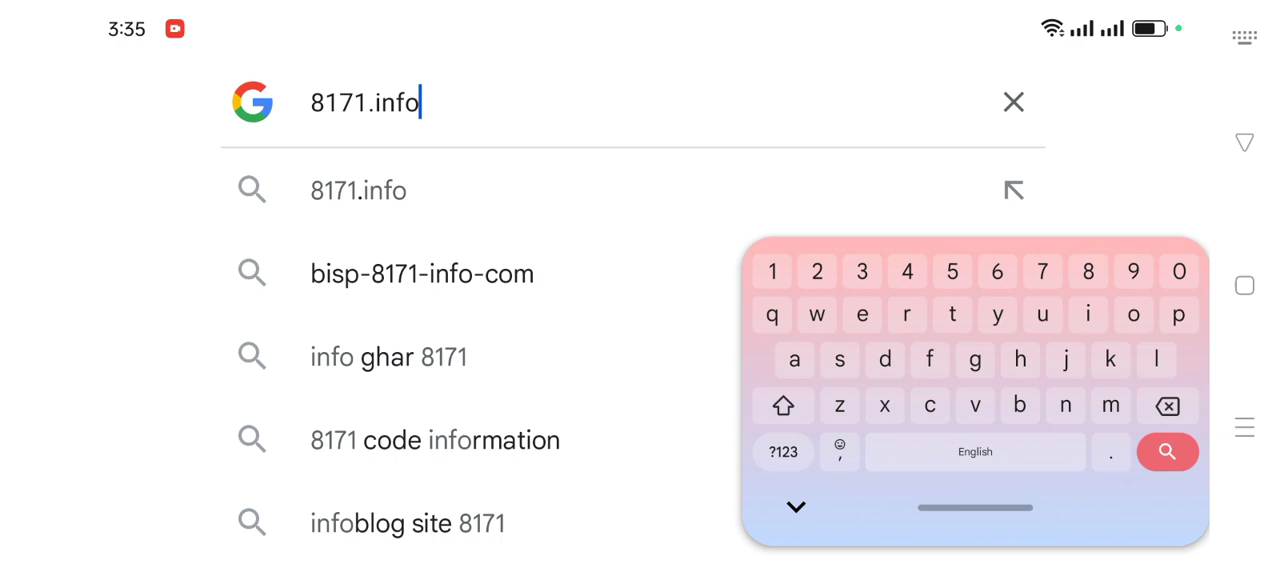 3:35
8171.info
8171.info
bisp-8171-info-com
info ghar 8171
8171 code information
infoblog site 8171
1 2 3 4 5 6 7 8 9 0
q w e r t y u i o p
a s d f g h j k l
z x c v b n m
?123 , English .